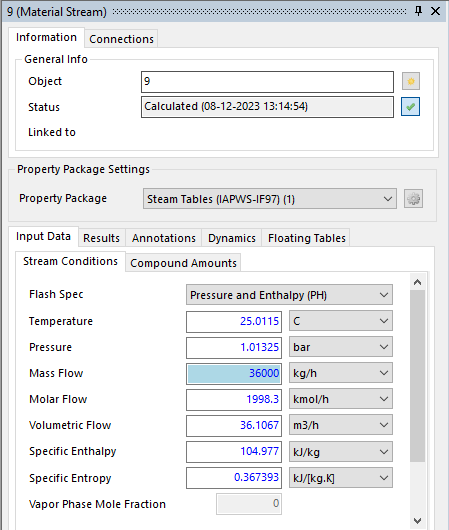 9 (Material Stream)
Information Connections
General Info
Object 9
Status Calculated (08-12-2023 13:14:54)
Linked to
Property Package Settings
Property Package Steam Tables (IAPWS-IF97) (1)
Input Data Results Annotations Dynamics Floating Tables
Stream Conditions Compound Amounts
Flash Spec Pressure and Enthalpy (PH)
Temperature 25.0115 C
Pressure 1.01325 bar
Mass Flow 36000 kg/h
Molar Flow 1998.3 kmol/h
Volumetric Flow 36.1067 m3/h
Specific Enthalpy 104.977 kJ/kg
Specific Entropy 0.367393 kJ/[kg.K]
Vapor Phase Mole Fraction 0